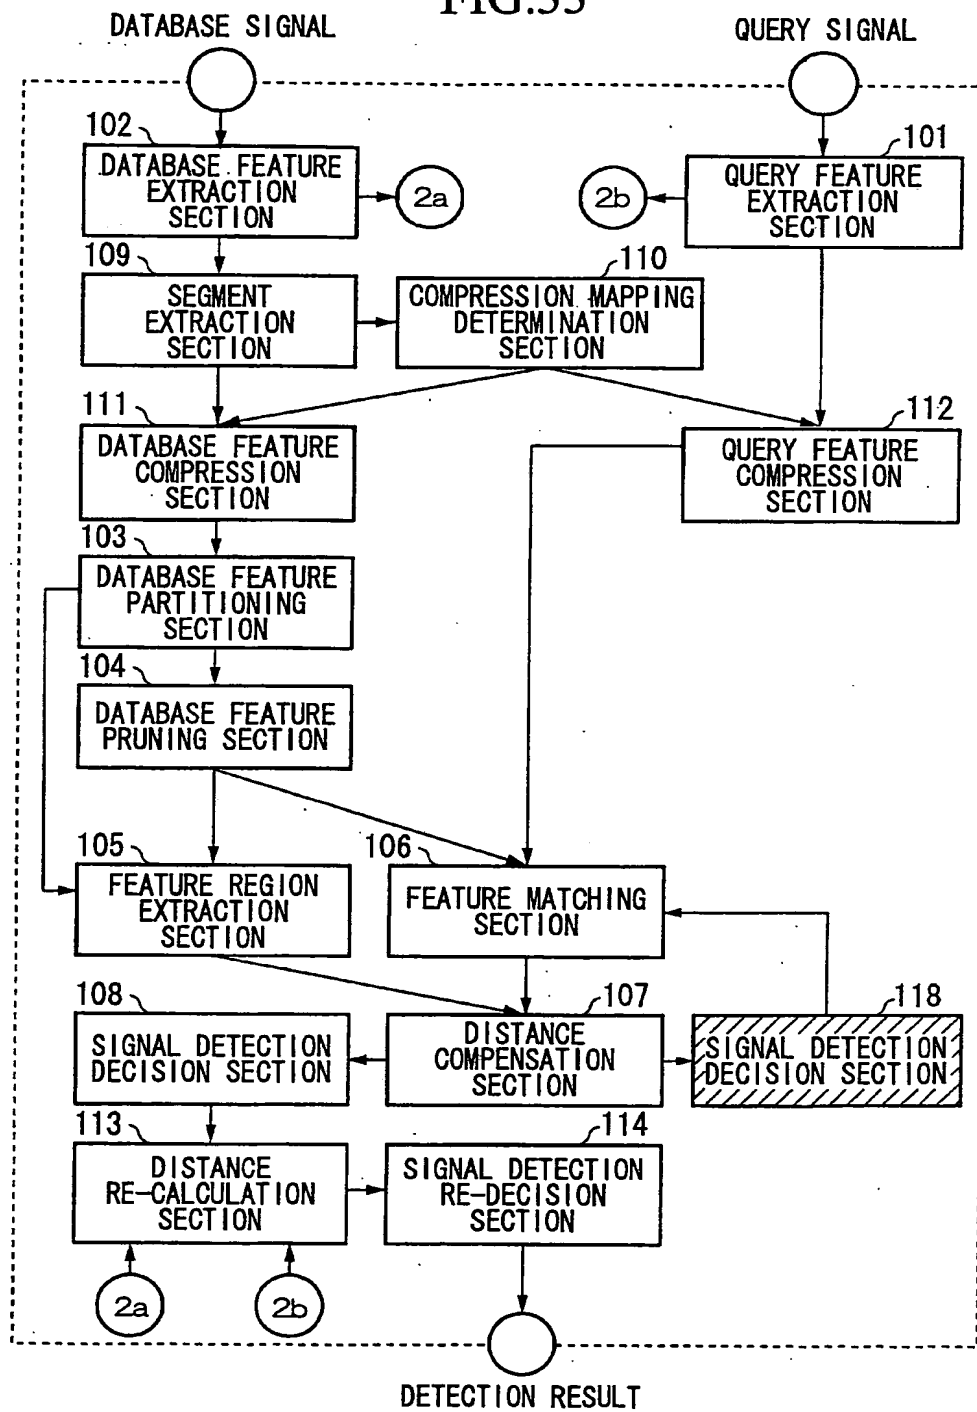 FIG.33
DATABASE SIGNAL
QUERY SIGNAL
102
DATABASE FEATURE
EXTRACTION
SECTION
2a
2b
101
QUERY FEATURE
EXTRACTION
SECTION
109
SEGMENT
EXTRACTION
SECTION
110
COMPRESSION MAPPING
DETERMINATION
SECTION
111
DATABASE FEATURE
COMPRESSION
SECTION
112
QUERY FEATURE
COMPRESSION
SECTION
103
DATABASE FEATURE
PARTITIONING
SECTION
104
DATABASE FEATURE
PRUNING SECTION
105
FEATURE REGION
EXTRACTION
SECTION
106
FEATURE MATCHING
SECTION
108
SIGNAL DETECTION
DECISION SECTION
107
DISTANCE
COMPENSATION
SECTION
118
SIGNAL DETECTION
DECISION SECTION
113
DISTANCE
RE-CALCULATION
SECTION
114
SIGNAL DETECTION
RE-DECISION
SECTION
2a
2b
DETECTION RESULT